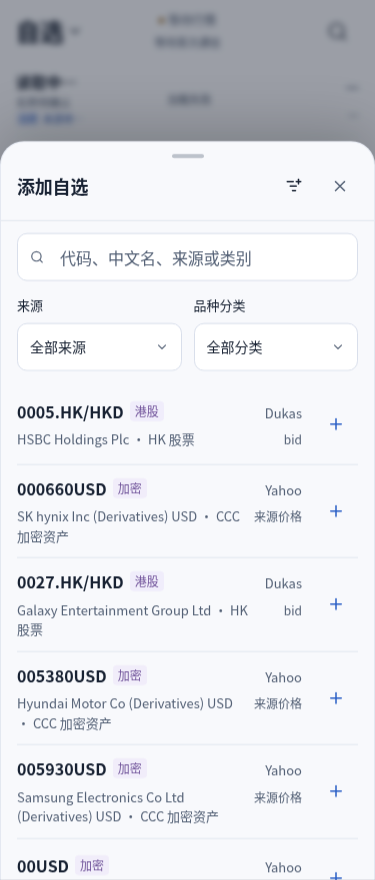 自选
添加自选
代码、中文名、来源或类别
来源 品种分类
全部来源 全部分类
0005.HK/HKD 港股 Dukas
HSBC Holdings Plc • HK 股票 bid
000660USD 加密 Yahoo
SK hynix Inc (Derivatives) USD • CCC 来源价格
加密资产
0027.HK/HKD 港股 Dukas
Galaxy Entertainment Group Ltd • HK bid
股票
005380USD 加密 Yahoo
Hyundai Motor Co (Derivatives) USD 来源价格
• CCC 加密资产
005930USD 加密 Yahoo
Samsung Electronics Co Ltd 来源价格
(Derivatives) USD • CCC 加密资产
00USD 加密 Yahoo